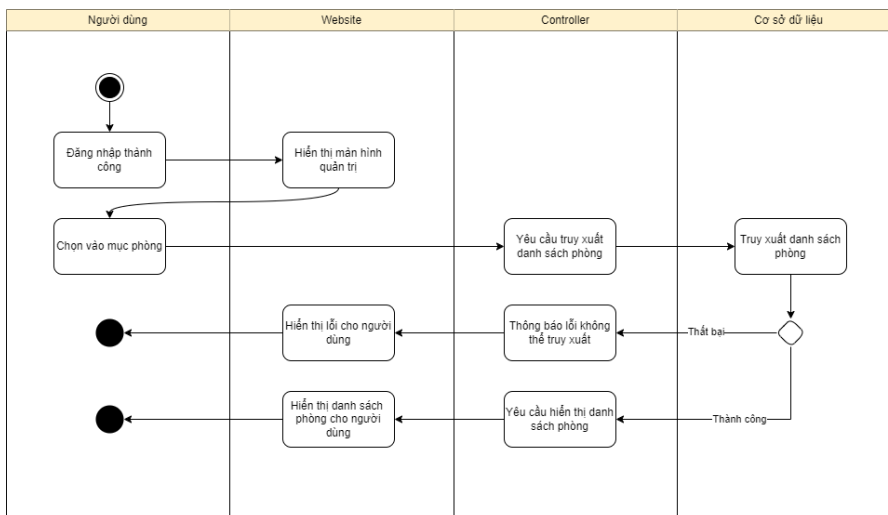 Người dùng
Website
Controller
Cơ sở dữ liệu
Đăng nhập thành
công
Hiển thị màn hình
quản trị
Chọn vào mục phòng
Yêu cầu truy xuất
danh sách phòng
Truy xuất danh sách
phòng
Hiển thị lỗi cho người
dùng
Thông báo lỗi không
thể truy xuất
Thất bại
Hiển thị danh sách
phòng cho người
dùng
Yêu cầu hiển thị danh
sách phòng
Thành công